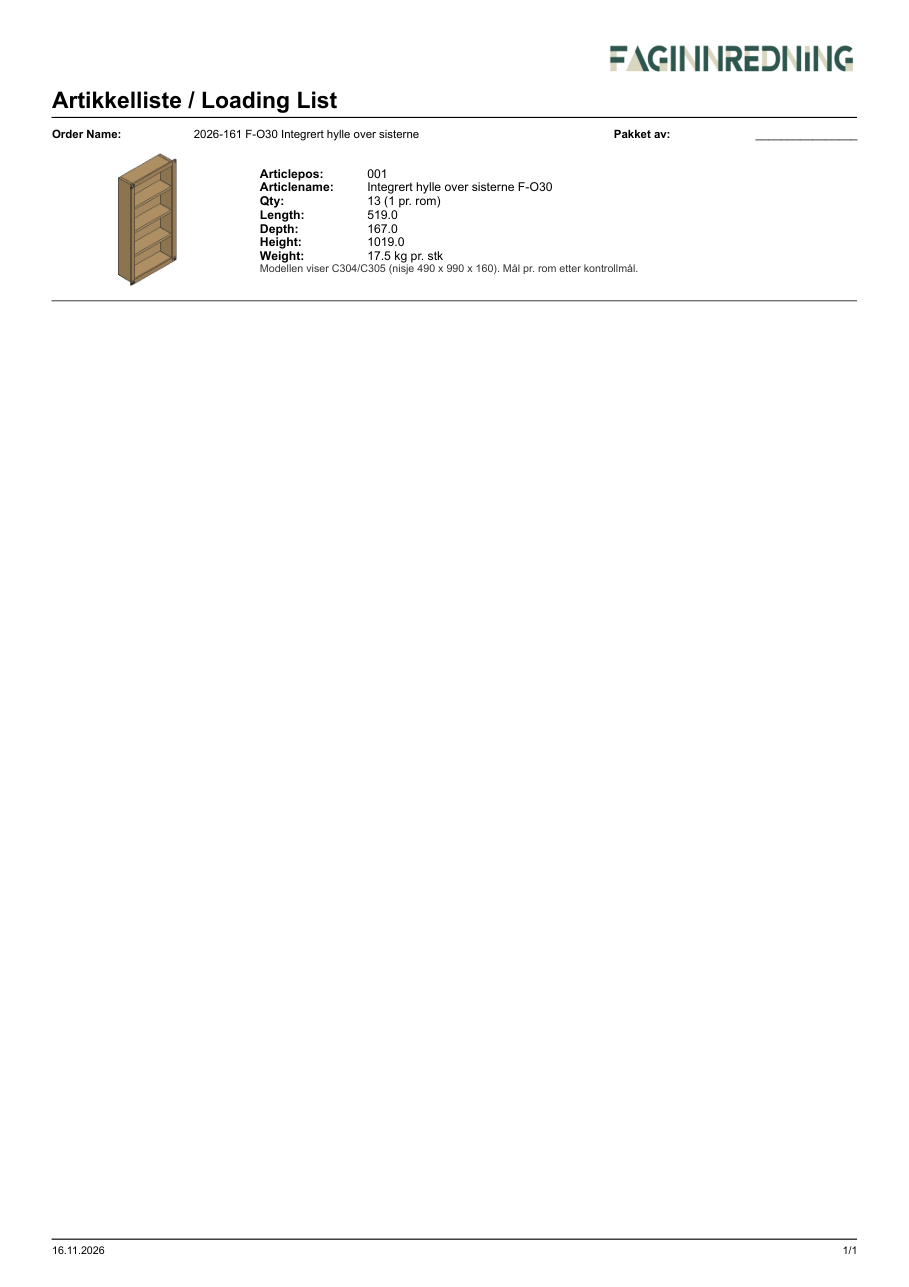 FAGINNREDNING
Artikkelliste / Loading List
Order Name: 2026-161 F-O30 Integrert hylle over sisterne Pakket av: ________________
Articlepos: 001
Articlename: Integrert hylle over sisterne F-O30
Qty: 13 (1 pr. rom)
Length: 519.0
Depth: 167.0
Height: 1019.0
Weight: 17.5 kg pr. stk
Modellen viser C304/C305 (nisje 490 x 990 x 160). Mål pr. rom etter kontrollmål.
16.11.2026 1/1